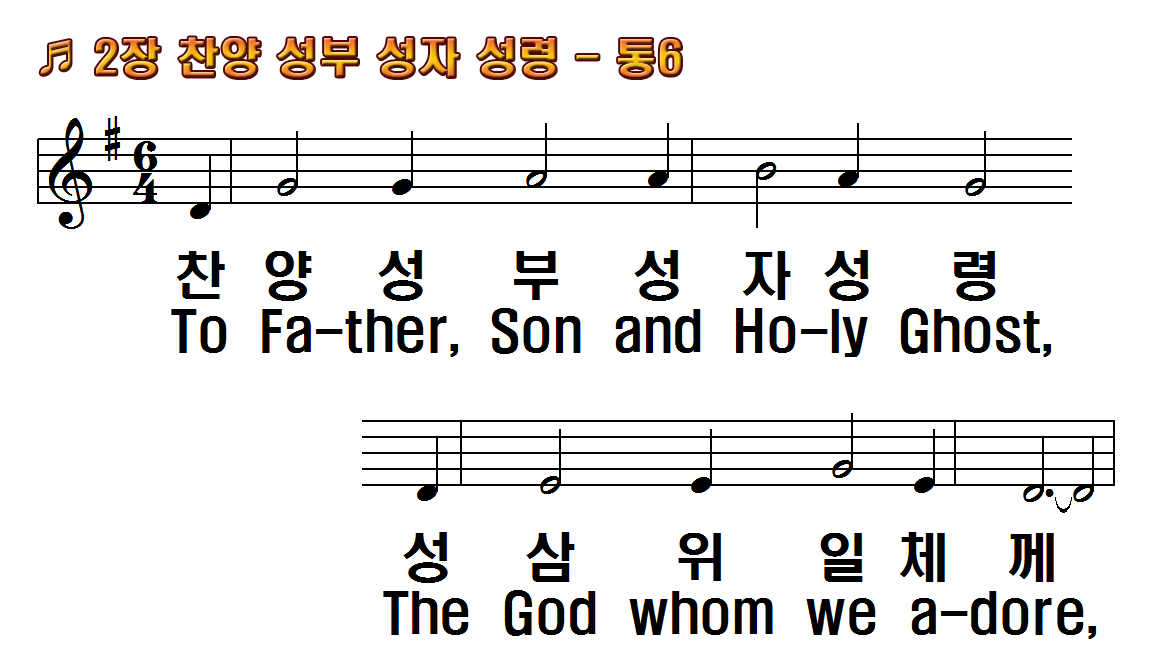 ♬ 2장 찬양 성부 성자 성령 - 통6
6
4
찬 양 성 부 성 자 성 령
To Fa-ther, Son and Ho-ly Ghost,
성 삼 위 일 체 께
The God whom we a-dore,